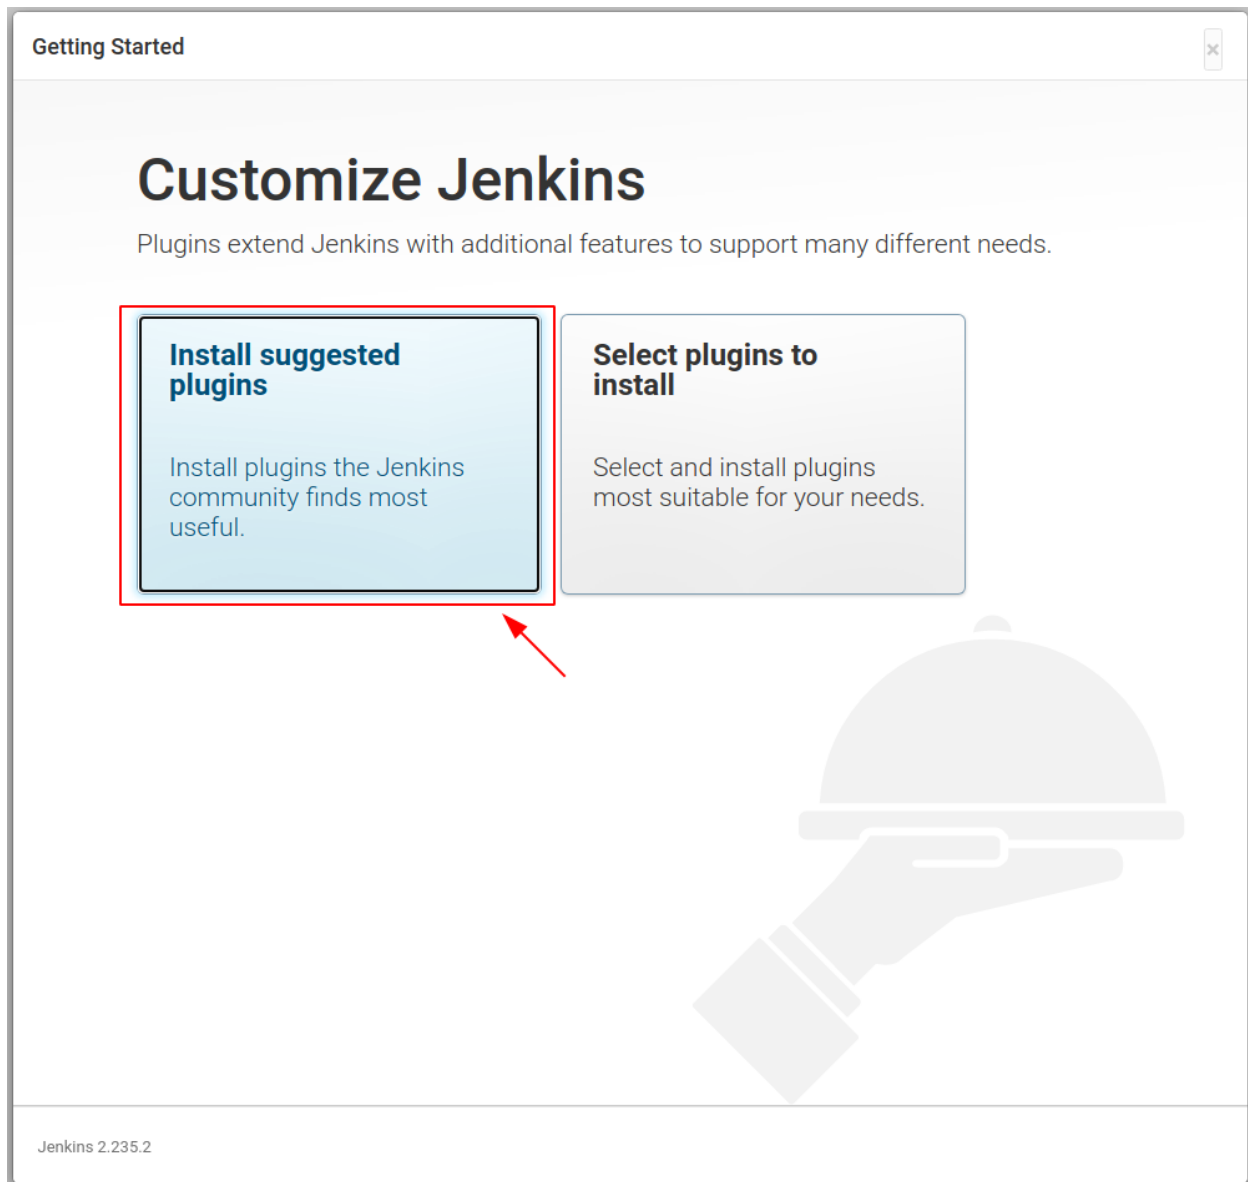 Getting Started
×
Customize Jenkins
Plugins extend Jenkins with additional features to support many different needs.
Install suggested
plugins
Install plugins the Jenkins
community finds most
useful.
Select plugins to
install
Select and install plugins
most suitable for your needs.
Jenkins 2.235.2